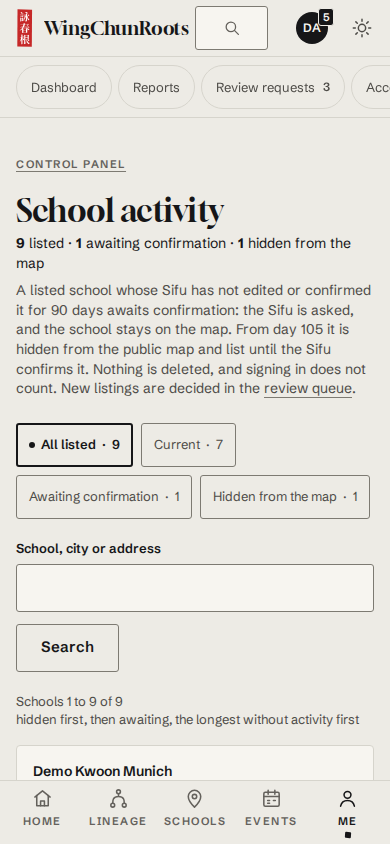 詠春根
WingChunRoots
DA
5
Dashboard
Reports
Review requests 3
Acc
CONTROL PANEL
School activity
9 listed · 1 awaiting confirmation · 1 hidden from the
map
A listed school whose Sifu has not edited or confirmed
it for 90 days awaits confirmation: the Sifu is asked,
and the school stays on the map. From day 105 it is
hidden from the public map and list until the Sifu
confirms it. Nothing is deleted, and signing in does not
count. New listings are decided in the review queue.
All listed · 9
Current · 7
Awaiting confirmation · 1
Hidden from the map · 1
School, city or address
Search
Schools 1 to 9 of 9
hidden first, then awaiting, the longest without activity first
Demo Kwoon Munich
HOME
LINEAGE
SCHOOLS
EVENTS
ME